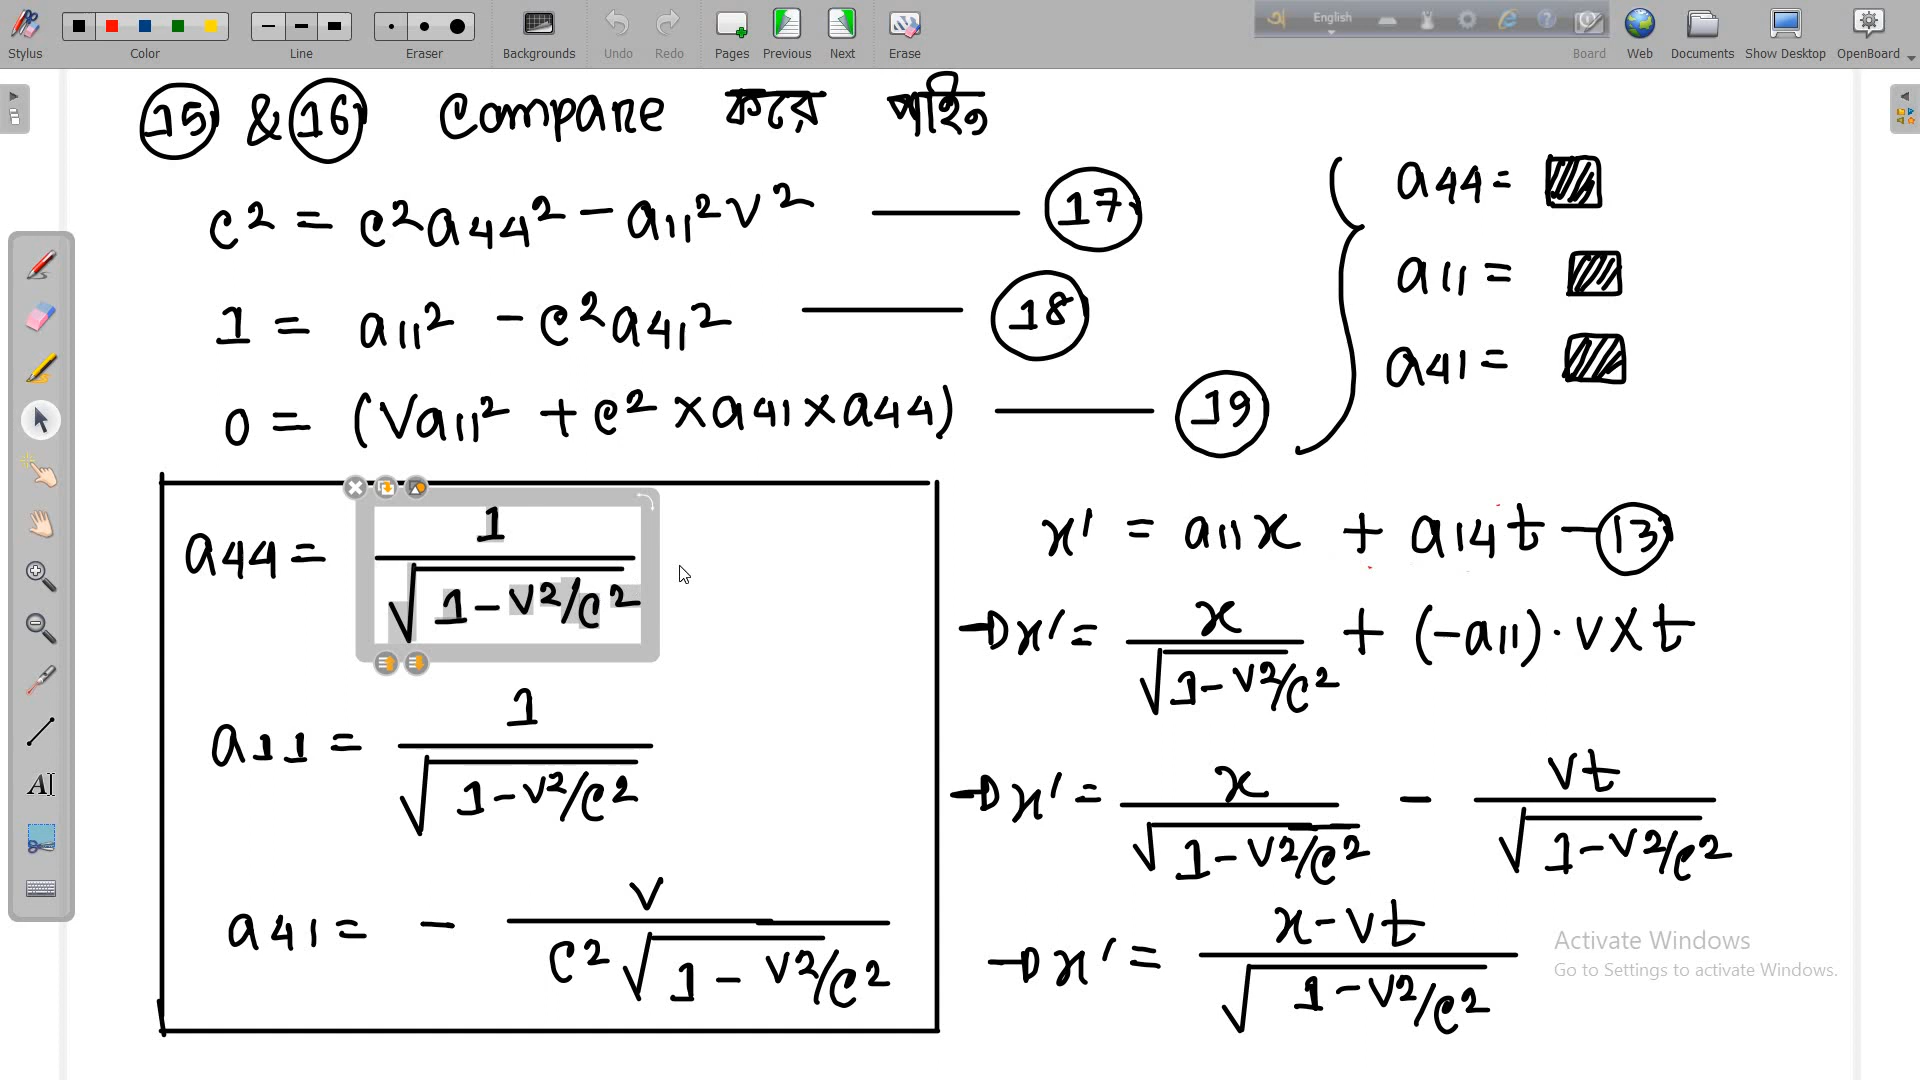 Stylus Color Line Eraser Backgrounds Undo Redo Pages Previous Next Erase Board Web Documents Show Desktop OpenBoard
English
15 & 16 Compare করে পাই
c² = c²a44² - a11²v² —— 17
1 = a11² - c²a41² —— 18
0 = (va11² + c² × a41 × a44) —— 19
a44 =
a11 =
a41 =
a44 = 1 / √(1 - v²/c²)
a11 = 1 / √(1 - v²/c²)
a41 = - v / c²√(1 - v²/c²)
x' = a11x + a14t — 13
→ x' = x / √(1 - v²/c²) + (-a11) · v × t
→ x' = x / √(1 - v²/c²) - vt / √(1 - v²/c²)
→ x' = x - vt / √(1 - v²/c²)
Activate Windows
Go to Settings to activate Windows.